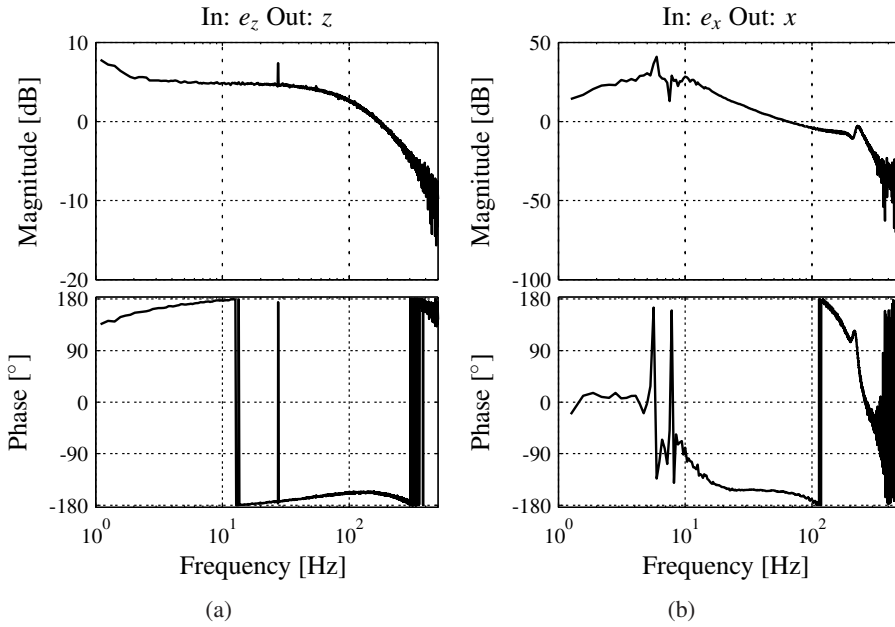 In: e_z Out: z
10
0
-10
-20
Magnitude [dB]
180
90
0
-90
-180
Phase [°]
10^0
10^1
10^2
Frequency [Hz]
(a)
In: e_x Out: x
50
0
-50
-100
Magnitude [dB]
180
90
0
-90
-180
Phase [°]
10^0
10^1
10^2
Frequency [Hz]
(b)